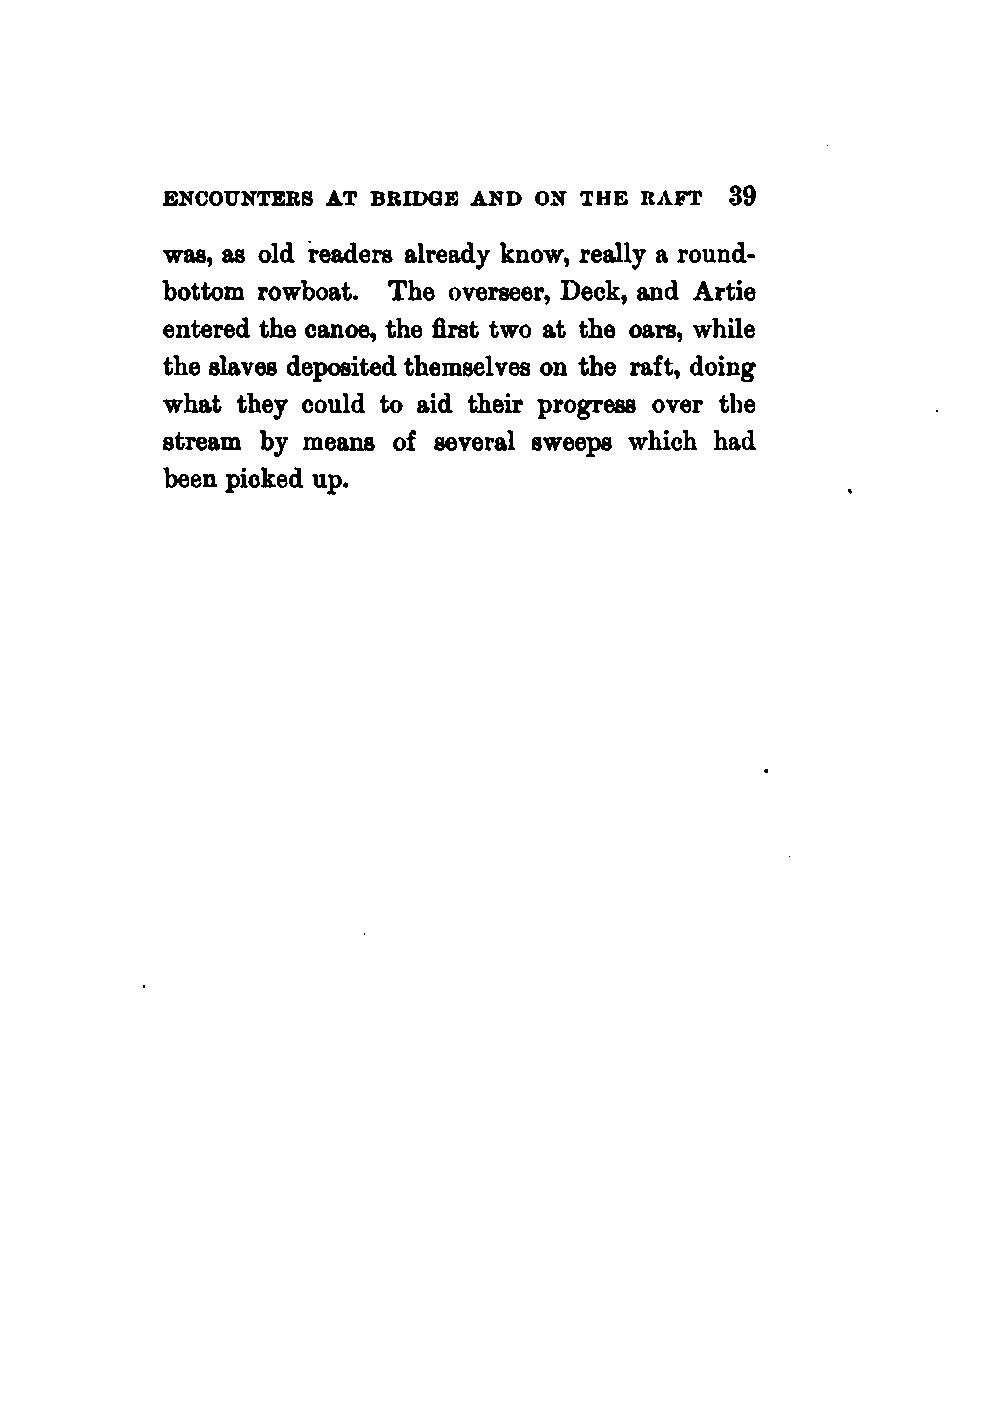 ENCOUNTERS AT BRIDGE AND ON THE RAFT 39
was, as old readers already know, really a round-
bottom rowboat. The overseer, Deck, and Artie
entered the canoe, the first two at the oars, while
the slaves deposited themselves on the raft, doing
what they could to aid their progress over the
stream by means of several sweeps which had
been picked up.